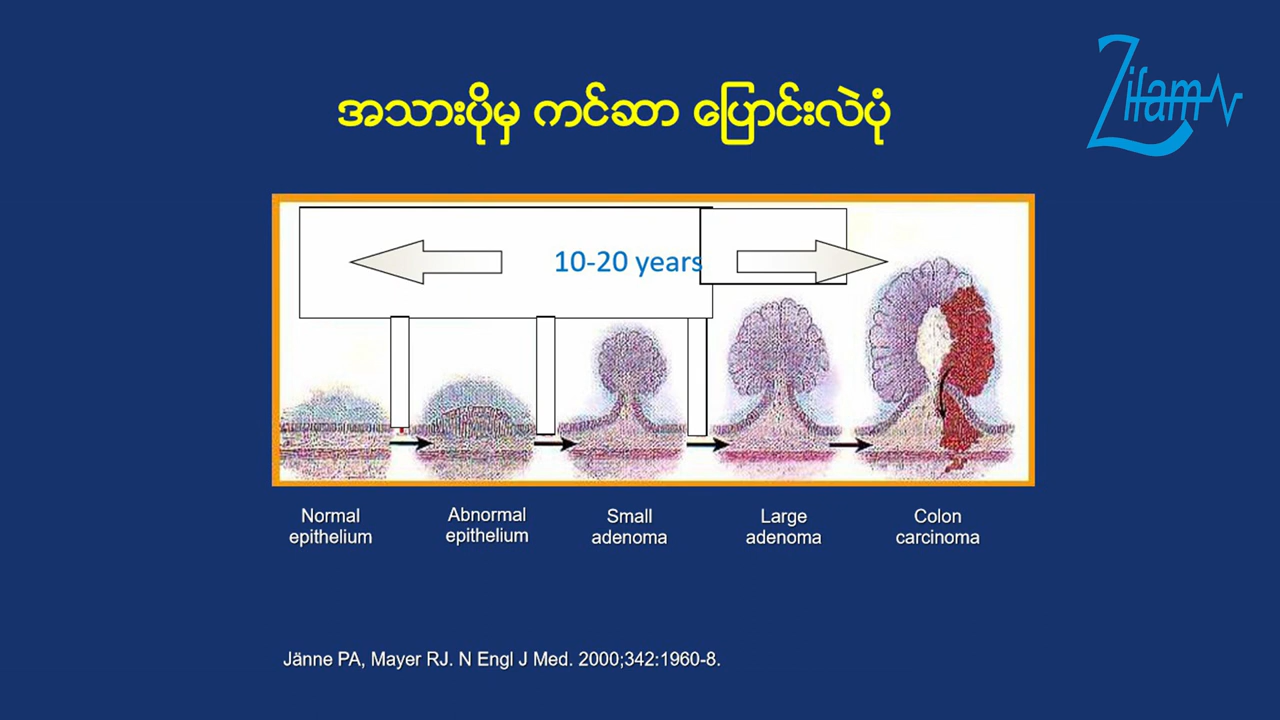 Zifam
အသားပိုမှ ကင်ဆာ ပြောင်းလဲပုံ
10-20 years
Normal epithelium
Abnormal epithelium
Small adenoma
Large adenoma
Colon carcinoma
Jänne PA, Mayer RJ. N Engl J Med. 2000;342:1960-8.